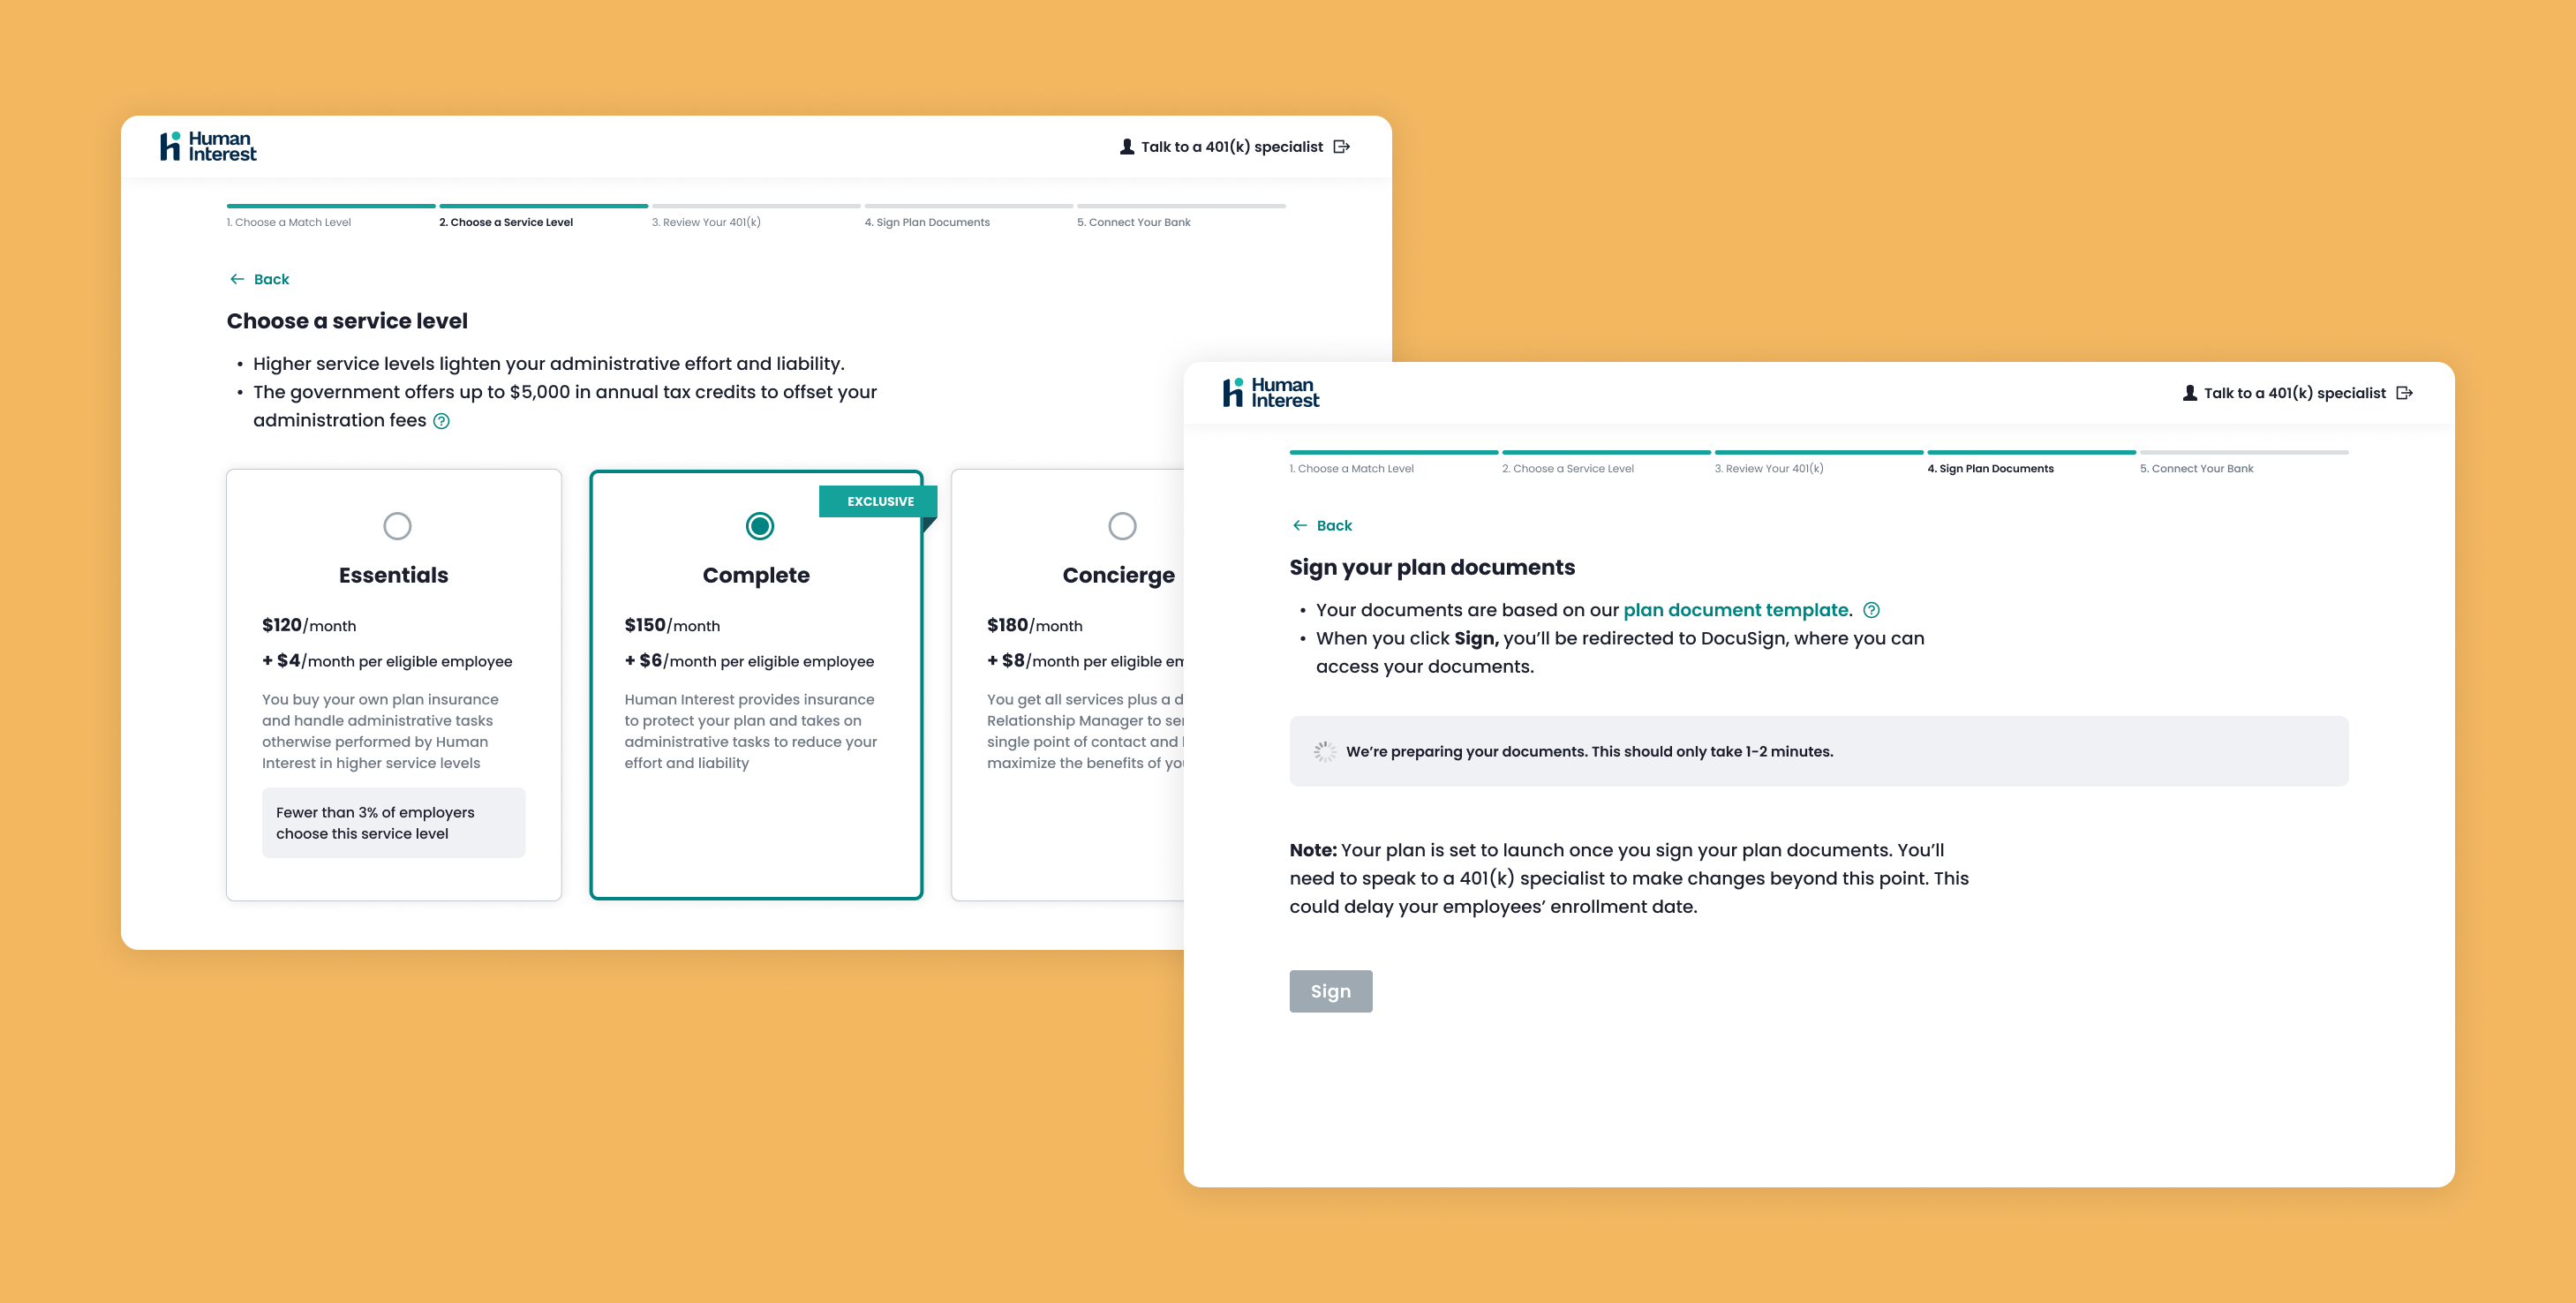 Human
Interest
Talk to a 401(k) specialist
1. Choose a Match Level
2. Choose a Service Level
3. Review Your 401(k)
4. Sign Plan Documents
5. Connect Your Bank
Back
Choose a service level
• Higher service levels lighten your administrative effort and liability.
• The government offers up to $5,000 in annual tax credits to offset your
administration fees ?
Essentials
$120/month
+ $4/month per eligible employee
You buy your own plan insurance
and handle administrative tasks
otherwise performed by Human
Interest in higher service levels
Fewer than 3% of employers
choose this service level
EXCLUSIVE
Complete
$150/month
+ $6/month per eligible employee
Human Interest provides insurance
to protect your plan and takes on
administrative tasks to reduce your
effort and liability
Concierge
$180/month
+ $8/month per eligible
You get all services plus a
Relationship Manager to
single point of contact and
maximize the benefits of
Human
Interest
Talk to a 401(k) specialist
1. Choose a Match Level
2. Choose a Service Level
3. Review Your 401(k)
4. Sign Plan Documents
5. Connect Your Bank
Back
Sign your plan documents
• Your documents are based on our plan document template. ?
• When you click Sign, you’ll be redirected to DocuSign, where you can
access your documents.
We’re preparing your documents. This should only take 1-2 minutes.
Note: Your plan is set to launch once you sign your plan documents. You’ll
need to speak to a 401(k) specialist to make changes beyond this point. This
could delay your employees’ enrollment date.
Sign